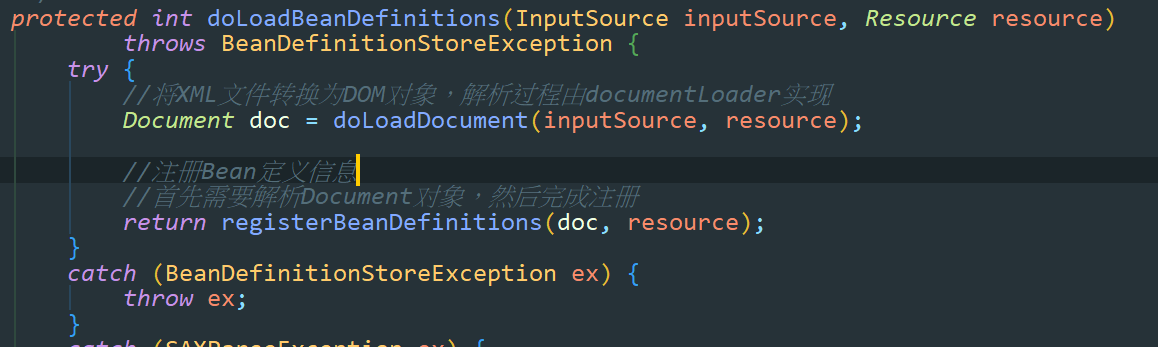 protected int doLoadBeanDefinitions(InputSource inputSource, Resource resource)
throws BeanDefinitionStoreException {
try {
//将XML文件转换为DOM对象，解析过程由documentLoader实现
Document doc = doLoadDocument(inputSource, resource);
//注册Bean定义信息
//首先需要解析Document对象，然后完成注册
return registerBeanDefinitions(doc, resource);
}
catch (BeanDefinitionStoreException ex) {
throw ex;
}
catch (SAXParseException ex) {